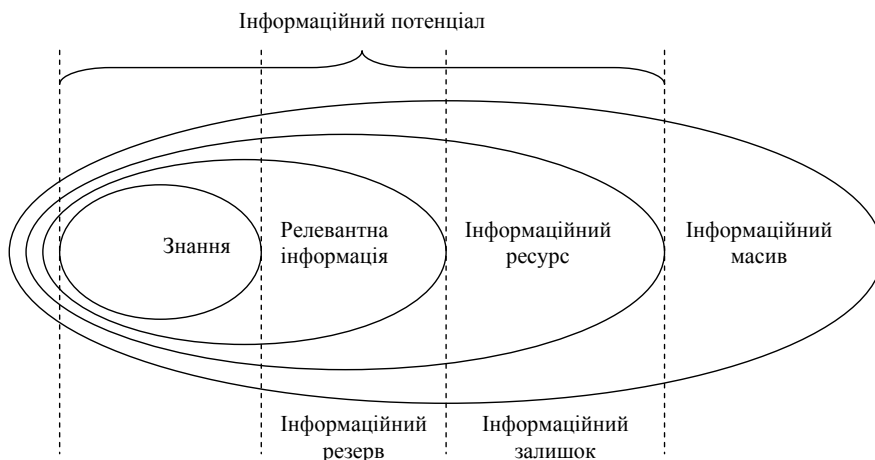 Інформаційний потенціал
Знання
Релевантна
інформація
Інформаційний
ресурс
Інформаційний
масив
Інформаційний
резерв
Інформаційний
залишок